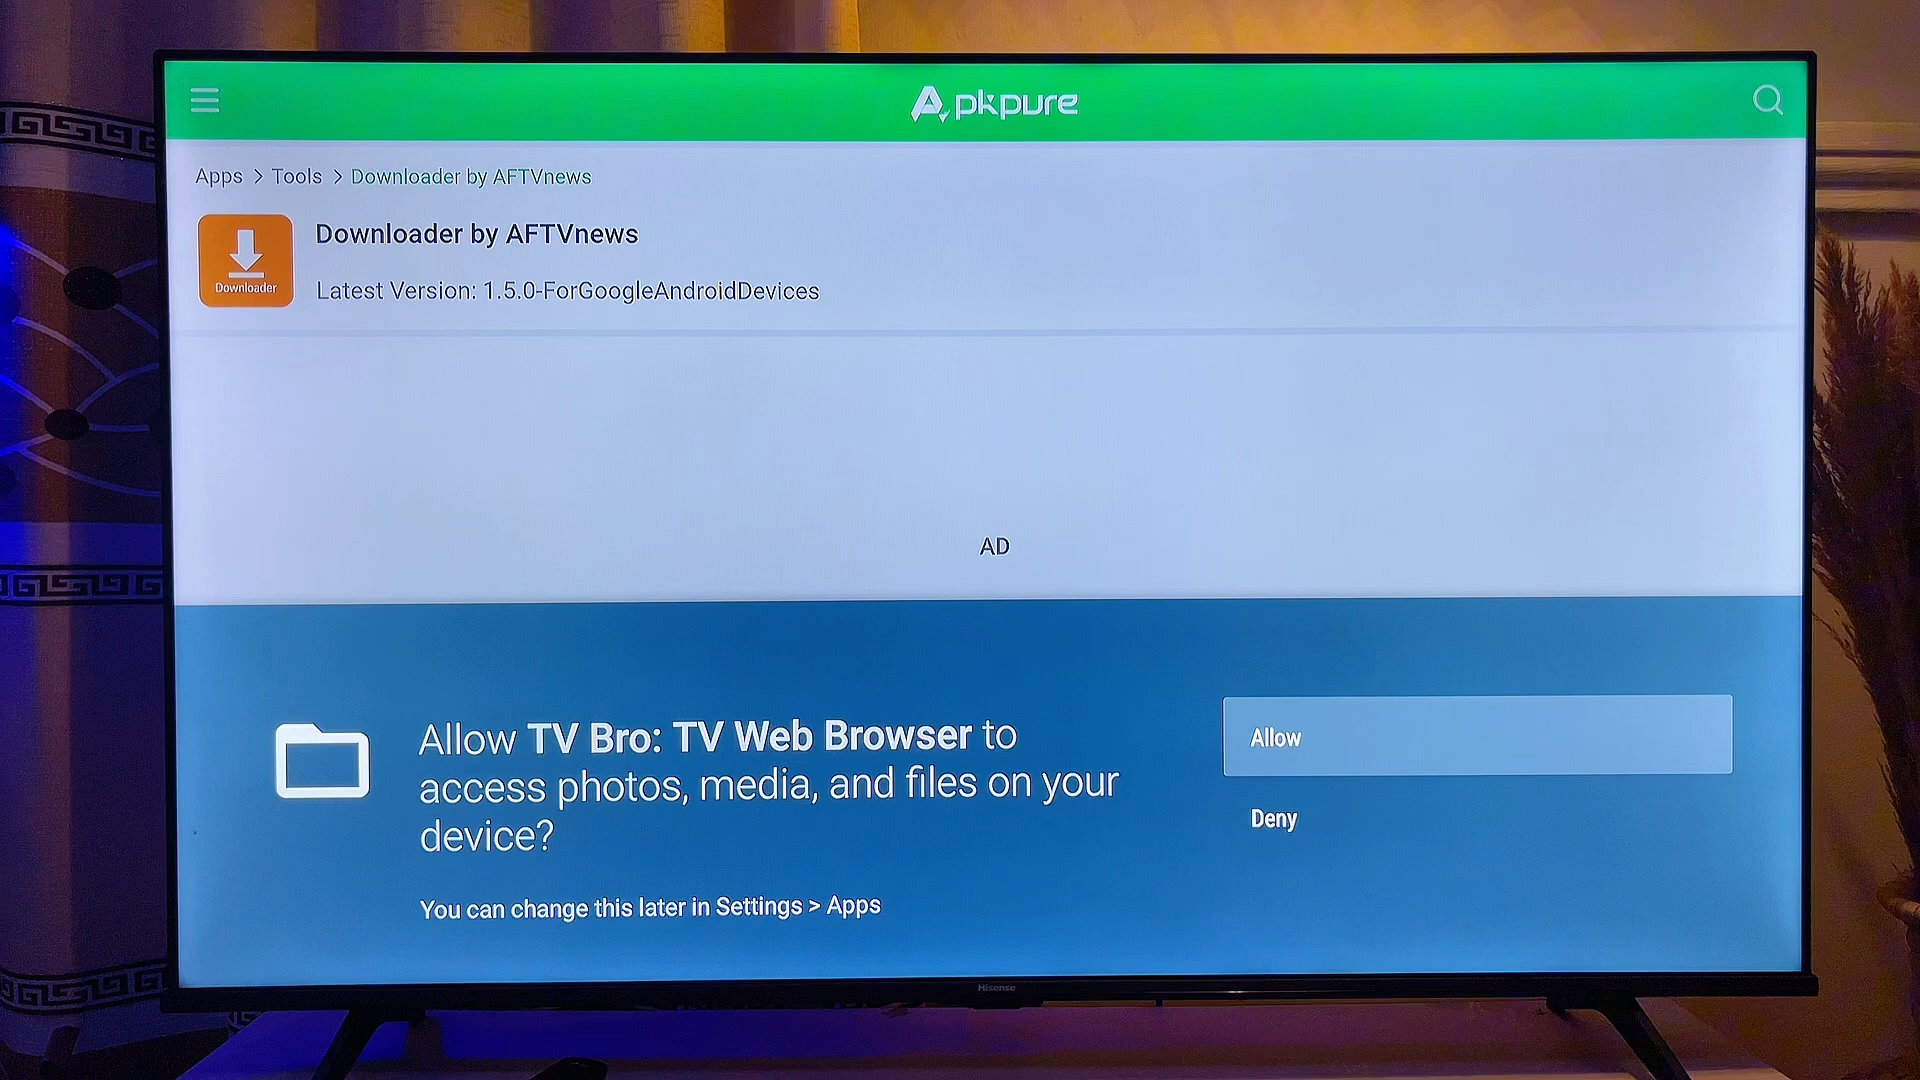 Apkpure
Apps > Tools > Downloader by AFTVnews
Downloader
Downloader by AFTVnews
Latest Version: 1.5.0-ForGoogleAndroidDevices
AD
Allow TV Bro: TV Web Browser to
access photos, media, and files on your
device?
You can change this later in Settings > Apps
Allow
Deny
Hisense